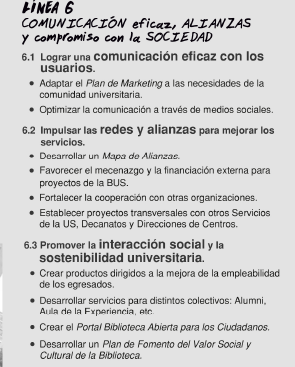 LÍNEA 6
COMUNICACIÓN eficaz, ALIANZAS
y compromiso con la SOCIEDAD
6.1 Lograr una comunicación eficaz con los
usuarios.
• Adaptar el Plan de Marketing a las necesidades de la
comunidad universitaria.
• Optimizar la comunicación a través de medios sociales.
6.2 Impulsar las redes y alianzas para mejorar los
servicios.
• Desarrollar un Mapa de Alianzas.
• Favorecer el mecenazgo y la financiación externa para
proyectos de la BUS.
• Fortalecer la cooperación con otras organizaciones.
• Establecer proyectos transversales con otros Servicios
de la US, Decanatos y Direcciones de Centros.
6.3 Promover la interacción social y la
sostenibilidad universitaria.
• Crear productos dirigidos a la mejora de la empleabilidad
de los egresados.
• Desarrollar servicios para distintos colectivos: Alumni,
Aula de la Experiencia, etc.
• Crear el Portal Biblioteca Abierta para los Ciudadanos.
• Desarrollar un Plan de Fomento del Valor Social y
Cultural de la Biblioteca.